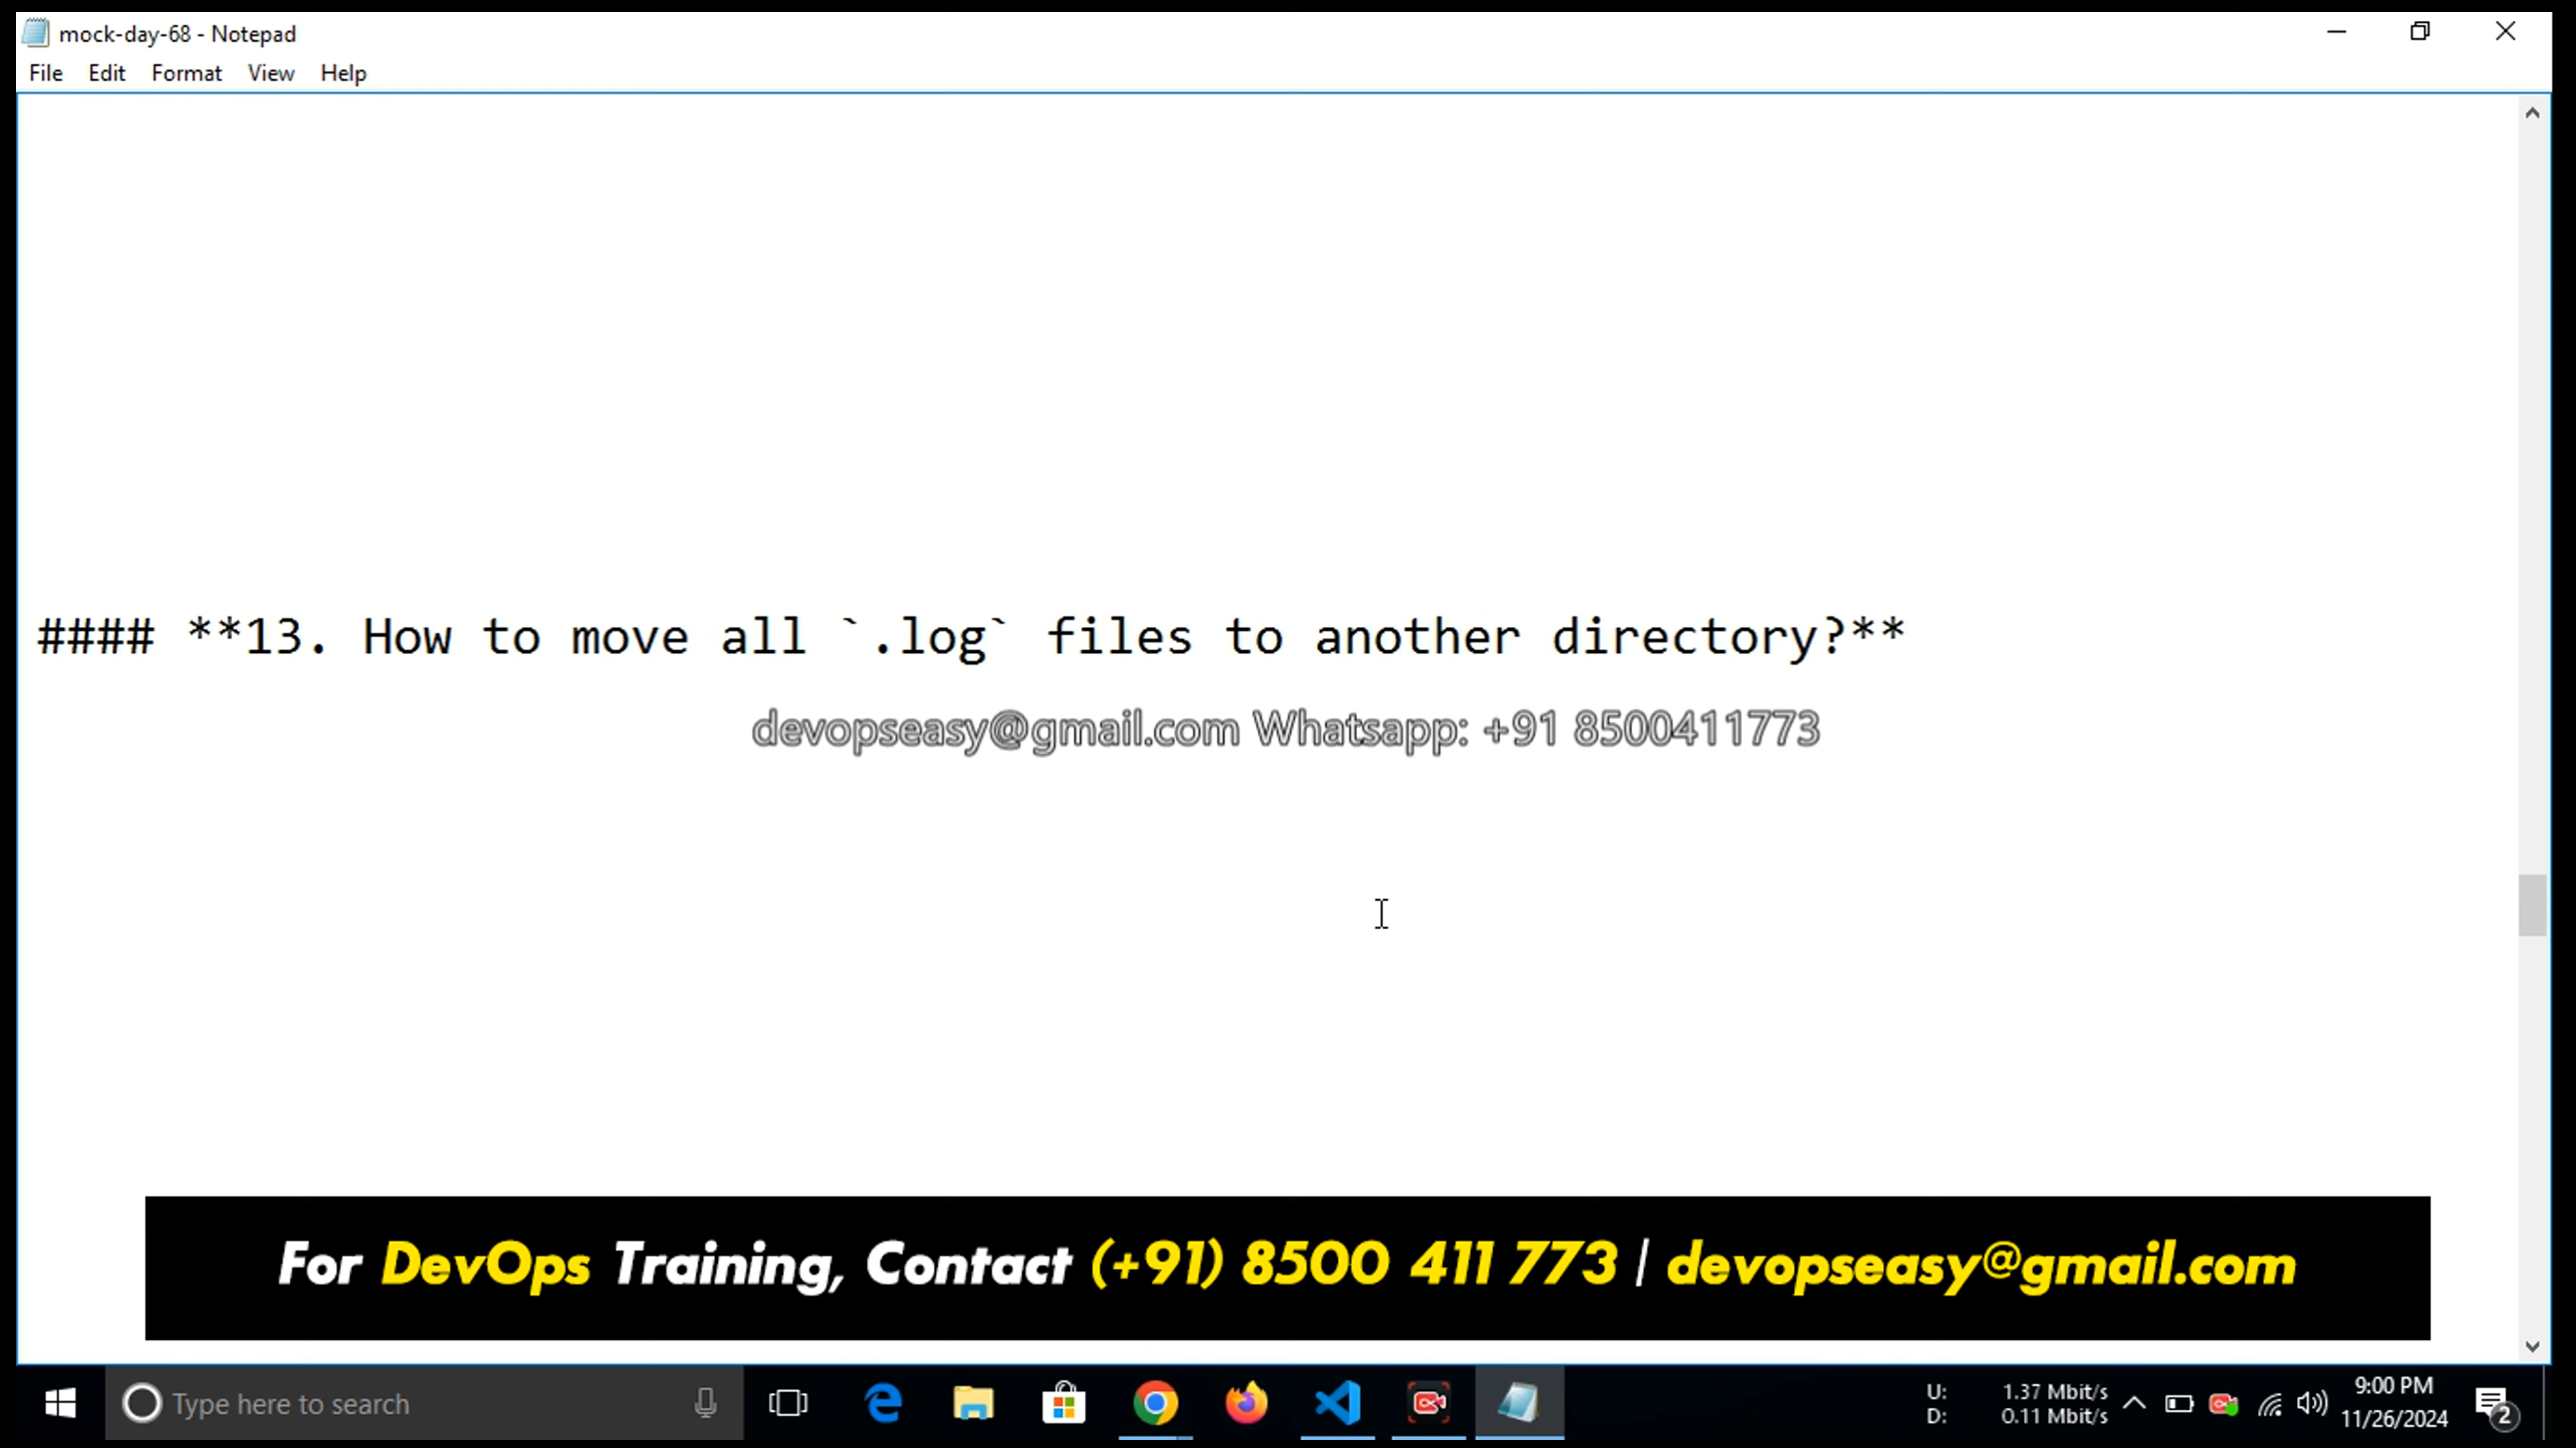 mock-day-68 - Notepad
File Edit Format View Help
#### **13. How to move all `.log` files to another directory?**
devopseasy@gmail.com Whatsapp: +91 8500411773
For DevOps Training, Contact (+91) 8500 411 773 | devopseasy@gmail.com
Type here to search
U: 1.37 Mbit/s
D: 0.11 Mbit/s
9:00 PM
11/26/2024
2